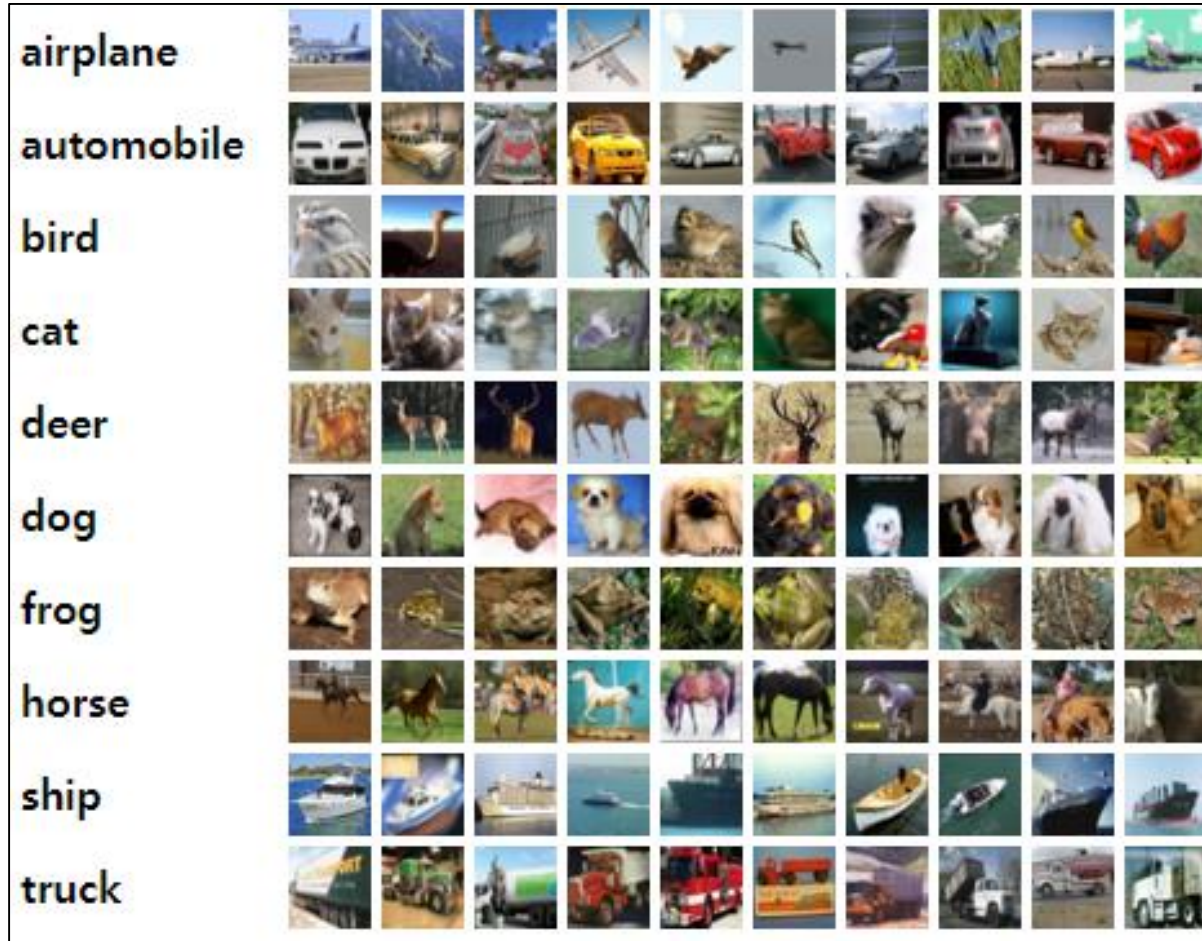 airplane
automobile
bird
cat
deer
dog
frog
horse
ship
truck